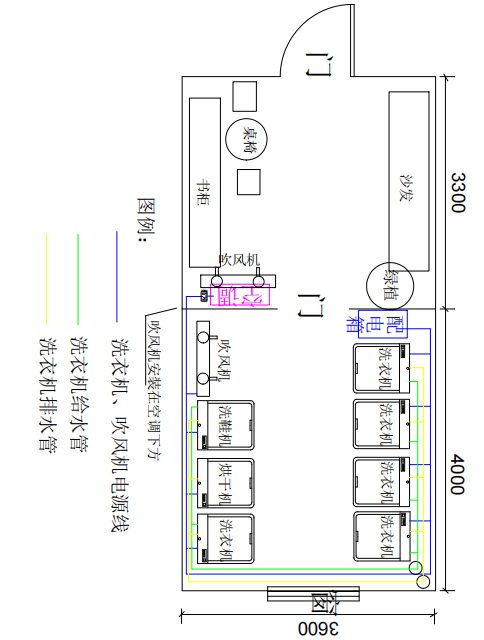 门
桌椅
书柜
沙发
3300
吹风机
空调
绿植
门
配电箱
吹风机
洗衣机
洗鞋机
洗衣机
烘干机
洗衣机
4000
洗衣机
洗衣机
窗
3600
图例：
吹风机安装在空调下方
洗衣机、吹风机电源线
洗衣机给水管
洗衣机排水管